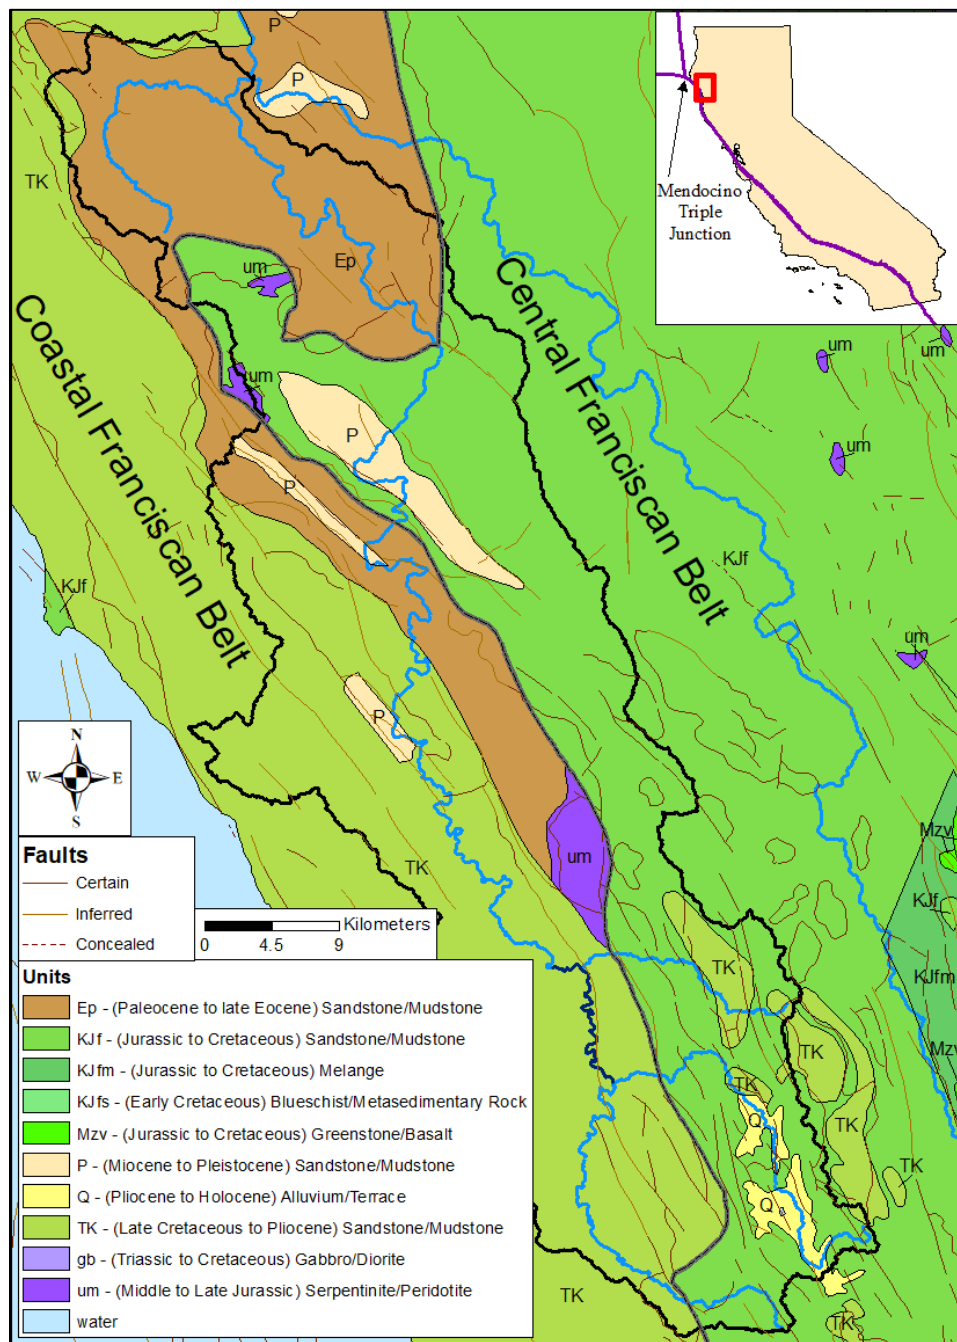 P
P
TK
um
Ep
um
P
P
KJf
P
TK
um
Coastal Franciscan Belt
Central Franciscan Belt
Mendocino
Triple
Junction
um
um
um
KJf
um
Mzv
KJf
KJfm
Mzv
TK
TK
TK
Q
TK
TK
Q
TK
TK
N
W
E
S
Faults
Certain
Inferred
Concealed
Kilometers
0 4.5 9
Units
Ep - (Paleocene to late Eocene) Sandstone/Mudstone
KJf - (Jurassic to Cretaceous) Sandstone/Mudstone
KJfm - (Jurassic to Cretaceous) Melange
KJfs - (Early Cretaceous) Blueschist/Metasedimentary Rock
Mzv - (Jurassic to Cretaceous) Greenstone/Basalt
P - (Miocene to Pleistocene) Sandstone/Mudstone
Q - (Pliocene to Holocene) Alluvium/Terrace
TK - (Late Cretaceous to Pliocene) Sandstone/Mudstone
gb - (Triassic to Cretaceous) Gabbro/Diorite
um - (Middle to Late Jurassic) Serpentinite/Peridotite
water